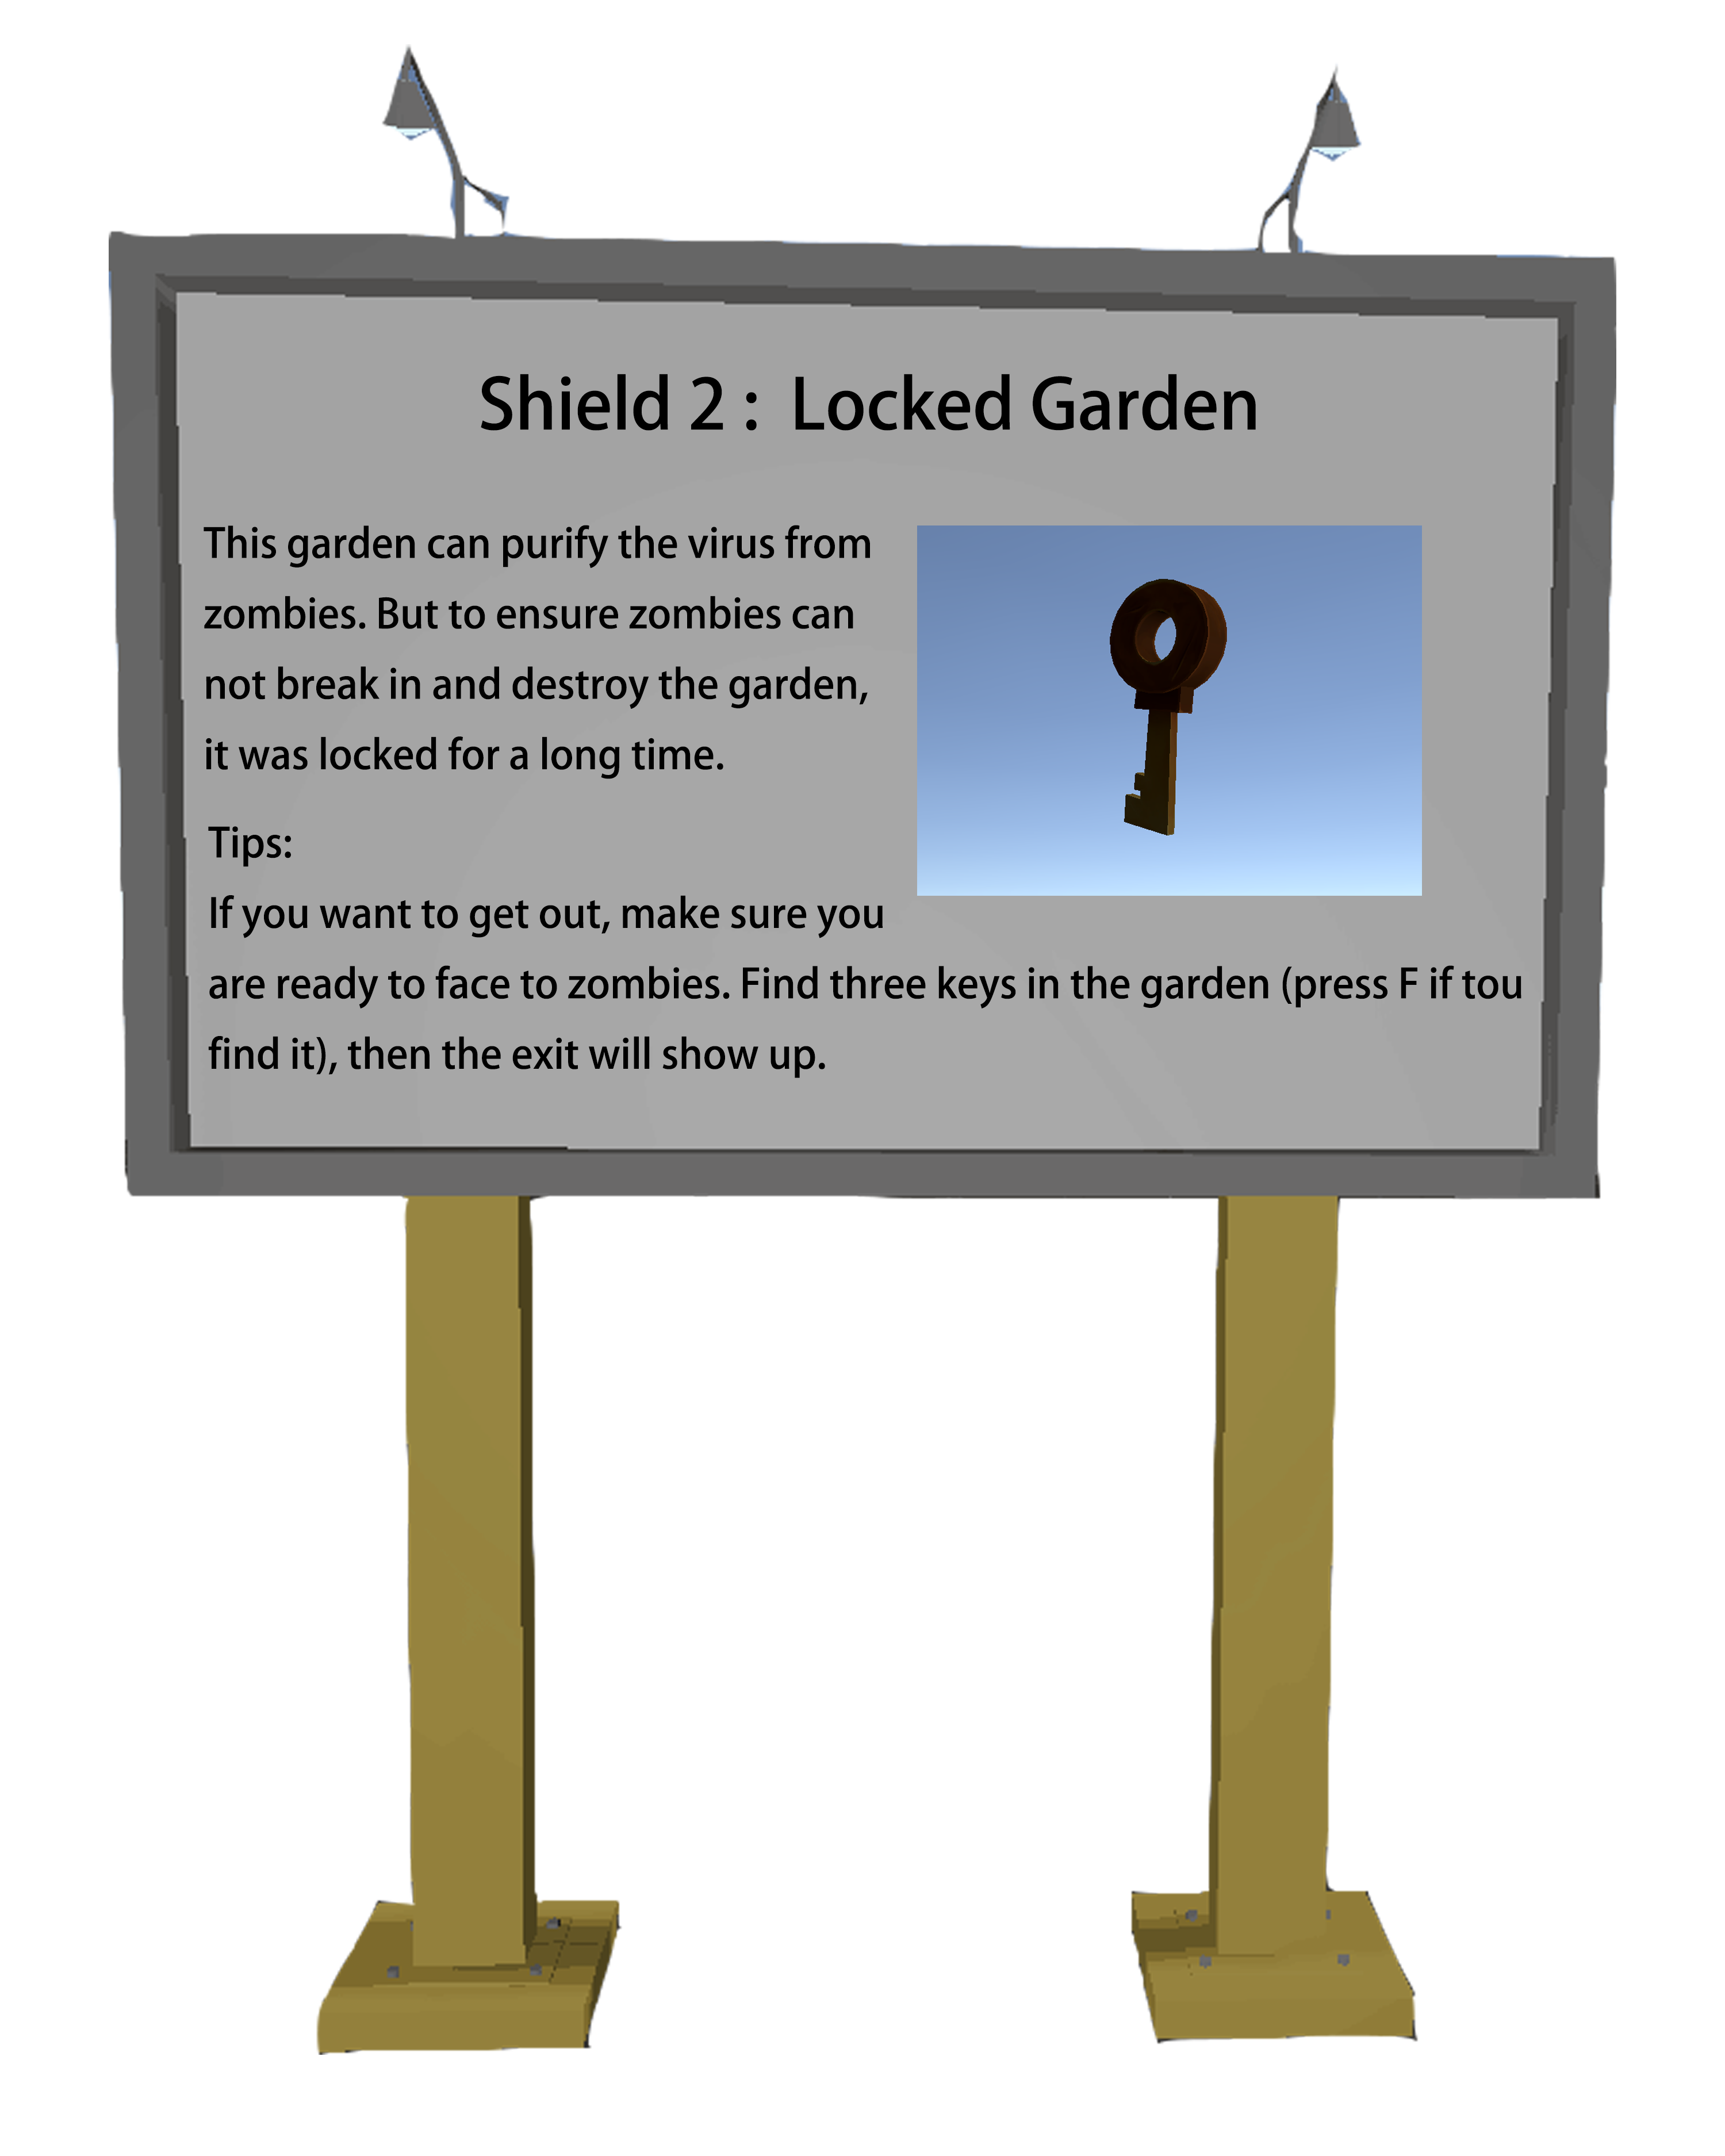 Shield 2 :  Locked Garden
This garden can purify the virus from
zombies. But to ensure zombies can
not break in and destroy the garden,
it was locked for a long time.
Tips:
If you want to get out, make sure you
are ready to face to zombies. Find three keys in the garden (press F if tou
find it), then the exit will show up.